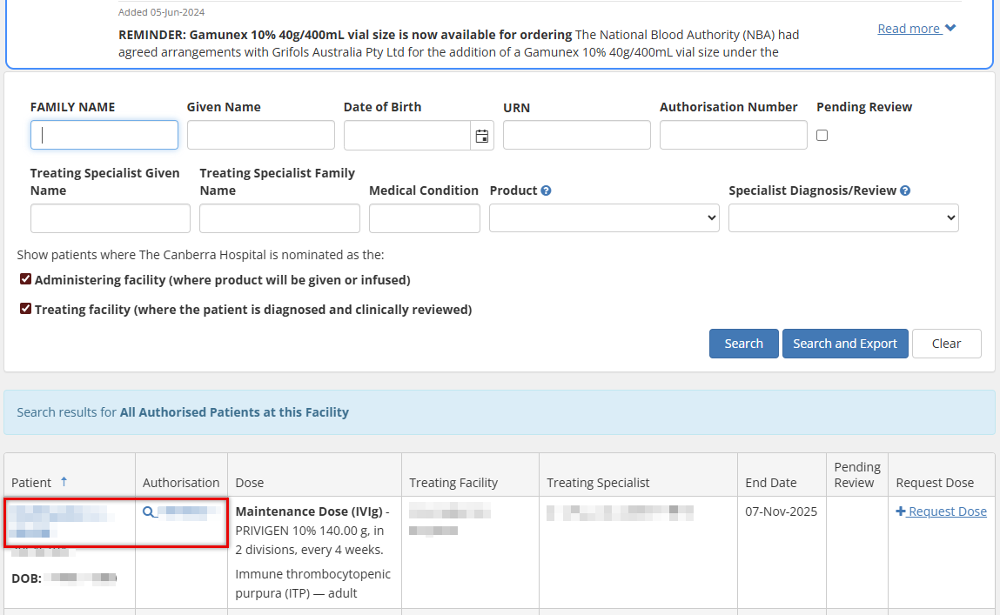 Added 05-Jun-2024
REMINDER: Gamunex 10% 40g/400mL vial size is now available for ordering The National Blood Authority (NBA) had
agreed arrangements with Grifols Australia Pty Ltd for the addition of a Gamunex 10% 40g/400mL vial size under the
Read more
FAMILY NAME Given Name Date of Birth URN Authorisation Number Pending Review
Treating Specialist Given
Name
Treating Specialist Family
Name
Medical Condition Product Specialist Diagnosis/Review
Show patients where The Canberra Hospital is nominated as the:
Administering facility (where product will be given or infused)
Treating facility (where the patient is diagnosed and clinically reviewed)
Search Search and Export Clear
Search results for All Authorised Patients at this Facility
Patient Authorisation Dose Treating Facility Treating Specialist End Date Pending
Review Request Dose
Maintenance Dose (IVIg) - 07-Nov-2025 Request Dose
PRIVIGEN 10% 140.00 g, in
2 divisions, every 4 weeks.
DOB: Immune thrombocytopenic
purpura (ITP) — adult